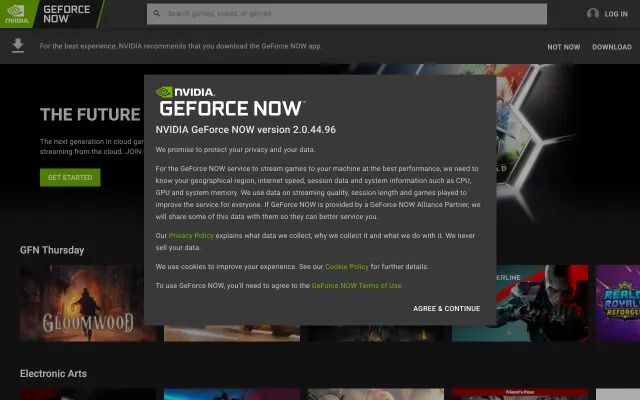 NVIDIA
GEFORCE
NOW
Search games, stores, or genres
LOG IN
For the best experience, NVIDIA recommends that you download the GeForce NOW app.
NOT NOW
DOWNLOAD
THE FUTURE
The next generation in cloud gam
streaming from the cloud. JOIN
GET STARTED
NVIDIA.
GEFORCE NOW
NVIDIA GeForce NOW version 2.0.44.96
We promise to protect your privacy and your data.
For the GeForce NOW service to stream games to your machine at the best performance, we need to
know your geographical region, internet speed, session data and system information such as CPU,
GPU and system memory. We use data on streaming quality, session length and games played to
improve the service for everyone. If GeForce NOW is provided by a GeForce NOW Alliance Partner, we
will share some of this data with them so they can better service you.
Our Privacy Policy explains what data we collect, why we collect it and what we do with it. We never
sell your data.
We use cookies to improve your experience. See our Cookie Policy for further details.
To use GeForce NOW, you'll need to agree to the GeForce NOW Terms of Use.
AGREE & CONTINUE
GFN Thursday
GLOOMWOOD
ERLINE
REALM
ROYALE
REFORGED
Electronic Arts